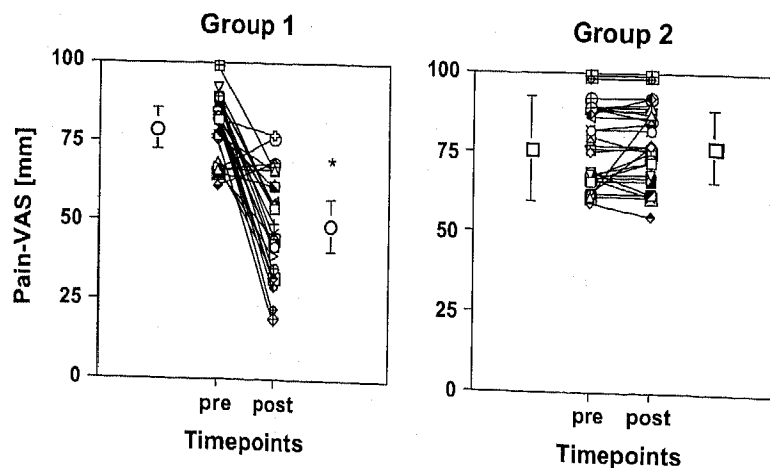 Group 1
Group 2
Pain-VAS [mm]
100
75
50
25
0
*
pre post
Timepoints
100
75
50
25
0
pre post
Timepoints